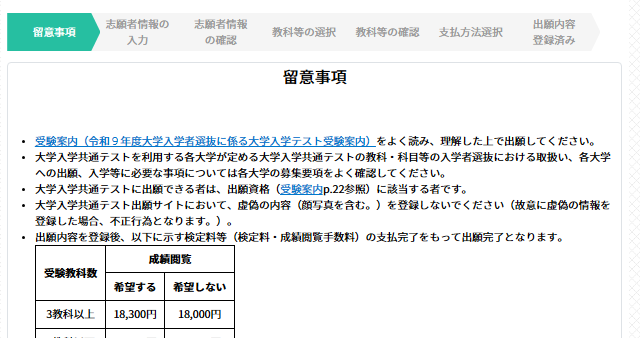 留意事項
志願者情報の
入力
志願者情報
の確認
教科等の選択
教科等の確認
支払方法選択
出願内容
登録済み
留意事項
・受験案内（令和９年度大学入学者選抜に係る大学入学テスト受験案内）をよく読み、理解した上で出願してください。
・大学入学共通テストを利用する各大学が定める大学入学共通テストの教科・科目等の入学者選抜における取扱い、各大学
への出願、入学等に必要な事項については各大学の募集要項をよく確認してください。
・大学入学共通テストに出願できる者は、出願資格（受験案内p.22参照）に該当する者です。
・大学入学共通テスト出願サイトにおいて、虚偽の内容（顔写真を含む。）を登録しないでください（故意に虚偽の情報を
登録した場合、不正行為となります。）。
・出願内容を登録後、以下に示す検定料等（検定料・成績閲覧手数料）の支払完了をもって出願完了となります。
受験教科数
成績閲覧
希望する
希望しない
3教科以上
18,300円
18,000円